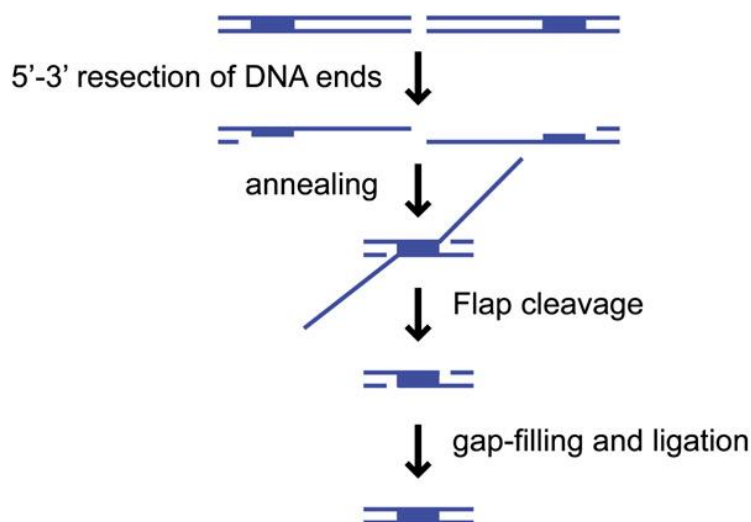 5'-3' resection of DNA ends
annealing
Flap cleavage
gap-filling and ligation